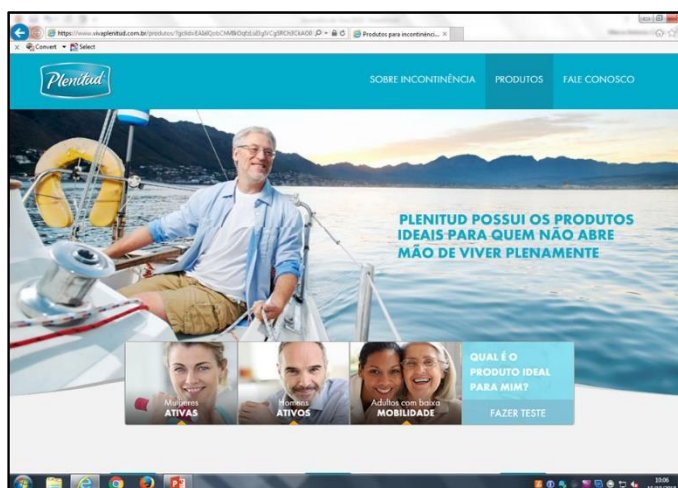 Produtos para incontinênci...
x
Convert
Select
Plenitud
SOBRE INCONTINÊNCIA
PRODUTOS
FALE CONOSCO
PLENITUD POSSUI OS PRODUTOS
IDEAIS PARA QUEM NÃO ABRE
MÃO DE VIVER PLENAMENTE
Mulheres
ATIVAS
Homens
ATIVOS
Adultos com baixa
MOBILIDADE
QUAL É O
PRODUTO IDEAL
PARA MIM?
FAZER TESTE
10:06